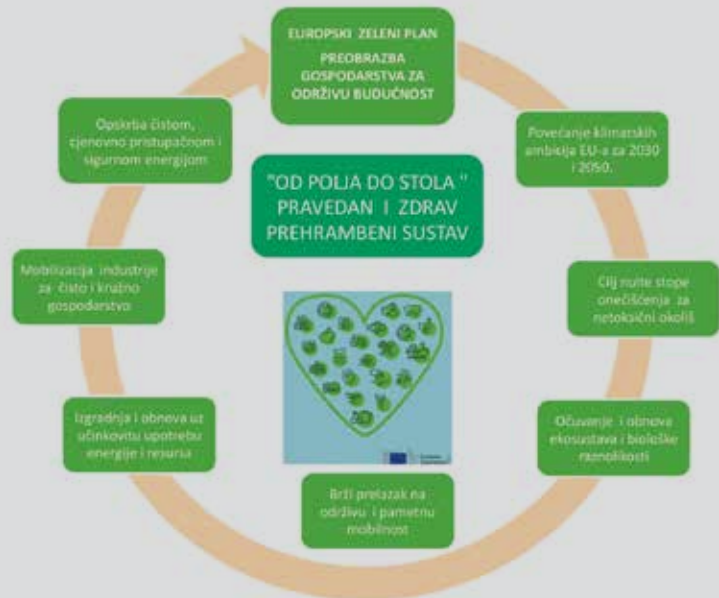 EUROPSKI ZELENI PLAN
PREOBRAZBA
GOSPODARSTVA ZA
ODRŽIVU BUDUĆNOST
Povećanje klimatskih
ambicija EU-a za 2030
i 2050.
Cilj nulte stope
onečišćenja za
netoksični okoliš
Očuvanje i obnova
ekosustava i biološke
raznolikosti
Brži prelazak na
održivu i pametnu
mobilnost
Izgradnja i obnova uz
učinkovitu upotrebu
energije i resursa
Mobilizacija industrije
za čisto i kružno
gospodarstvo
Opskrba čistom,
cjenovno pristupačnom i
sigurnom energijom
"OD POLJA DO STOLA "
PRAVEDAN I ZDRAV
PREHRAMBENI SUSTAV